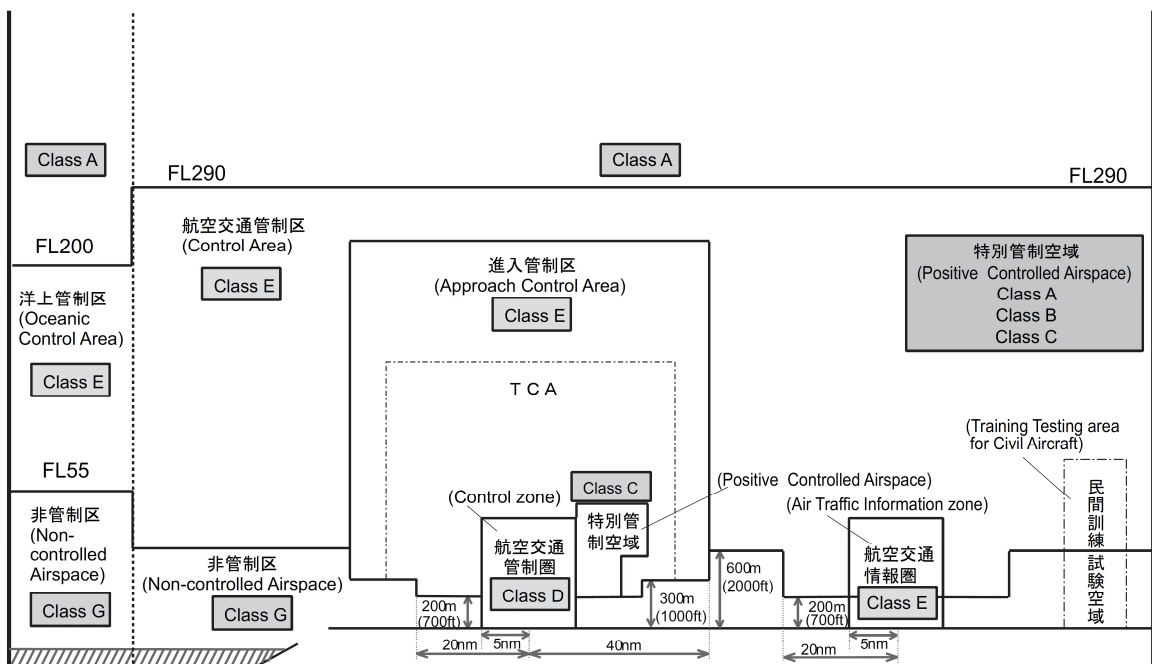 Class A
Class A
FL290
FL290
FL200
航空交通管制区
(Control Area)
Class E
進入管制区
(Approach Control Area)
Class E
特別管制空域
(Positive Controlled Airspace)
Class A
Class B
Class C
洋上管制区
(Oceanic
Control Area)
Class E
TCA
FL55
(Training Testing area
for Civil Aircraft)
民間訓練試験空域
Class C
(Positive Controlled Airspace)
(Control zone)
(Air Traffic Information zone)
特別管
制空域
非管制区
(Non-
controlled
Airspace)
Class G
非管制区
(Non-controlled Airspace)
Class G
航空交通
管制圏
Class D
航空交通
情報圏
Class E
200m
(700ft)
300m
(1000ft)
600m
(2000ft)
200m
(700ft)
20nm
5nm
40nm
20nm
5nm